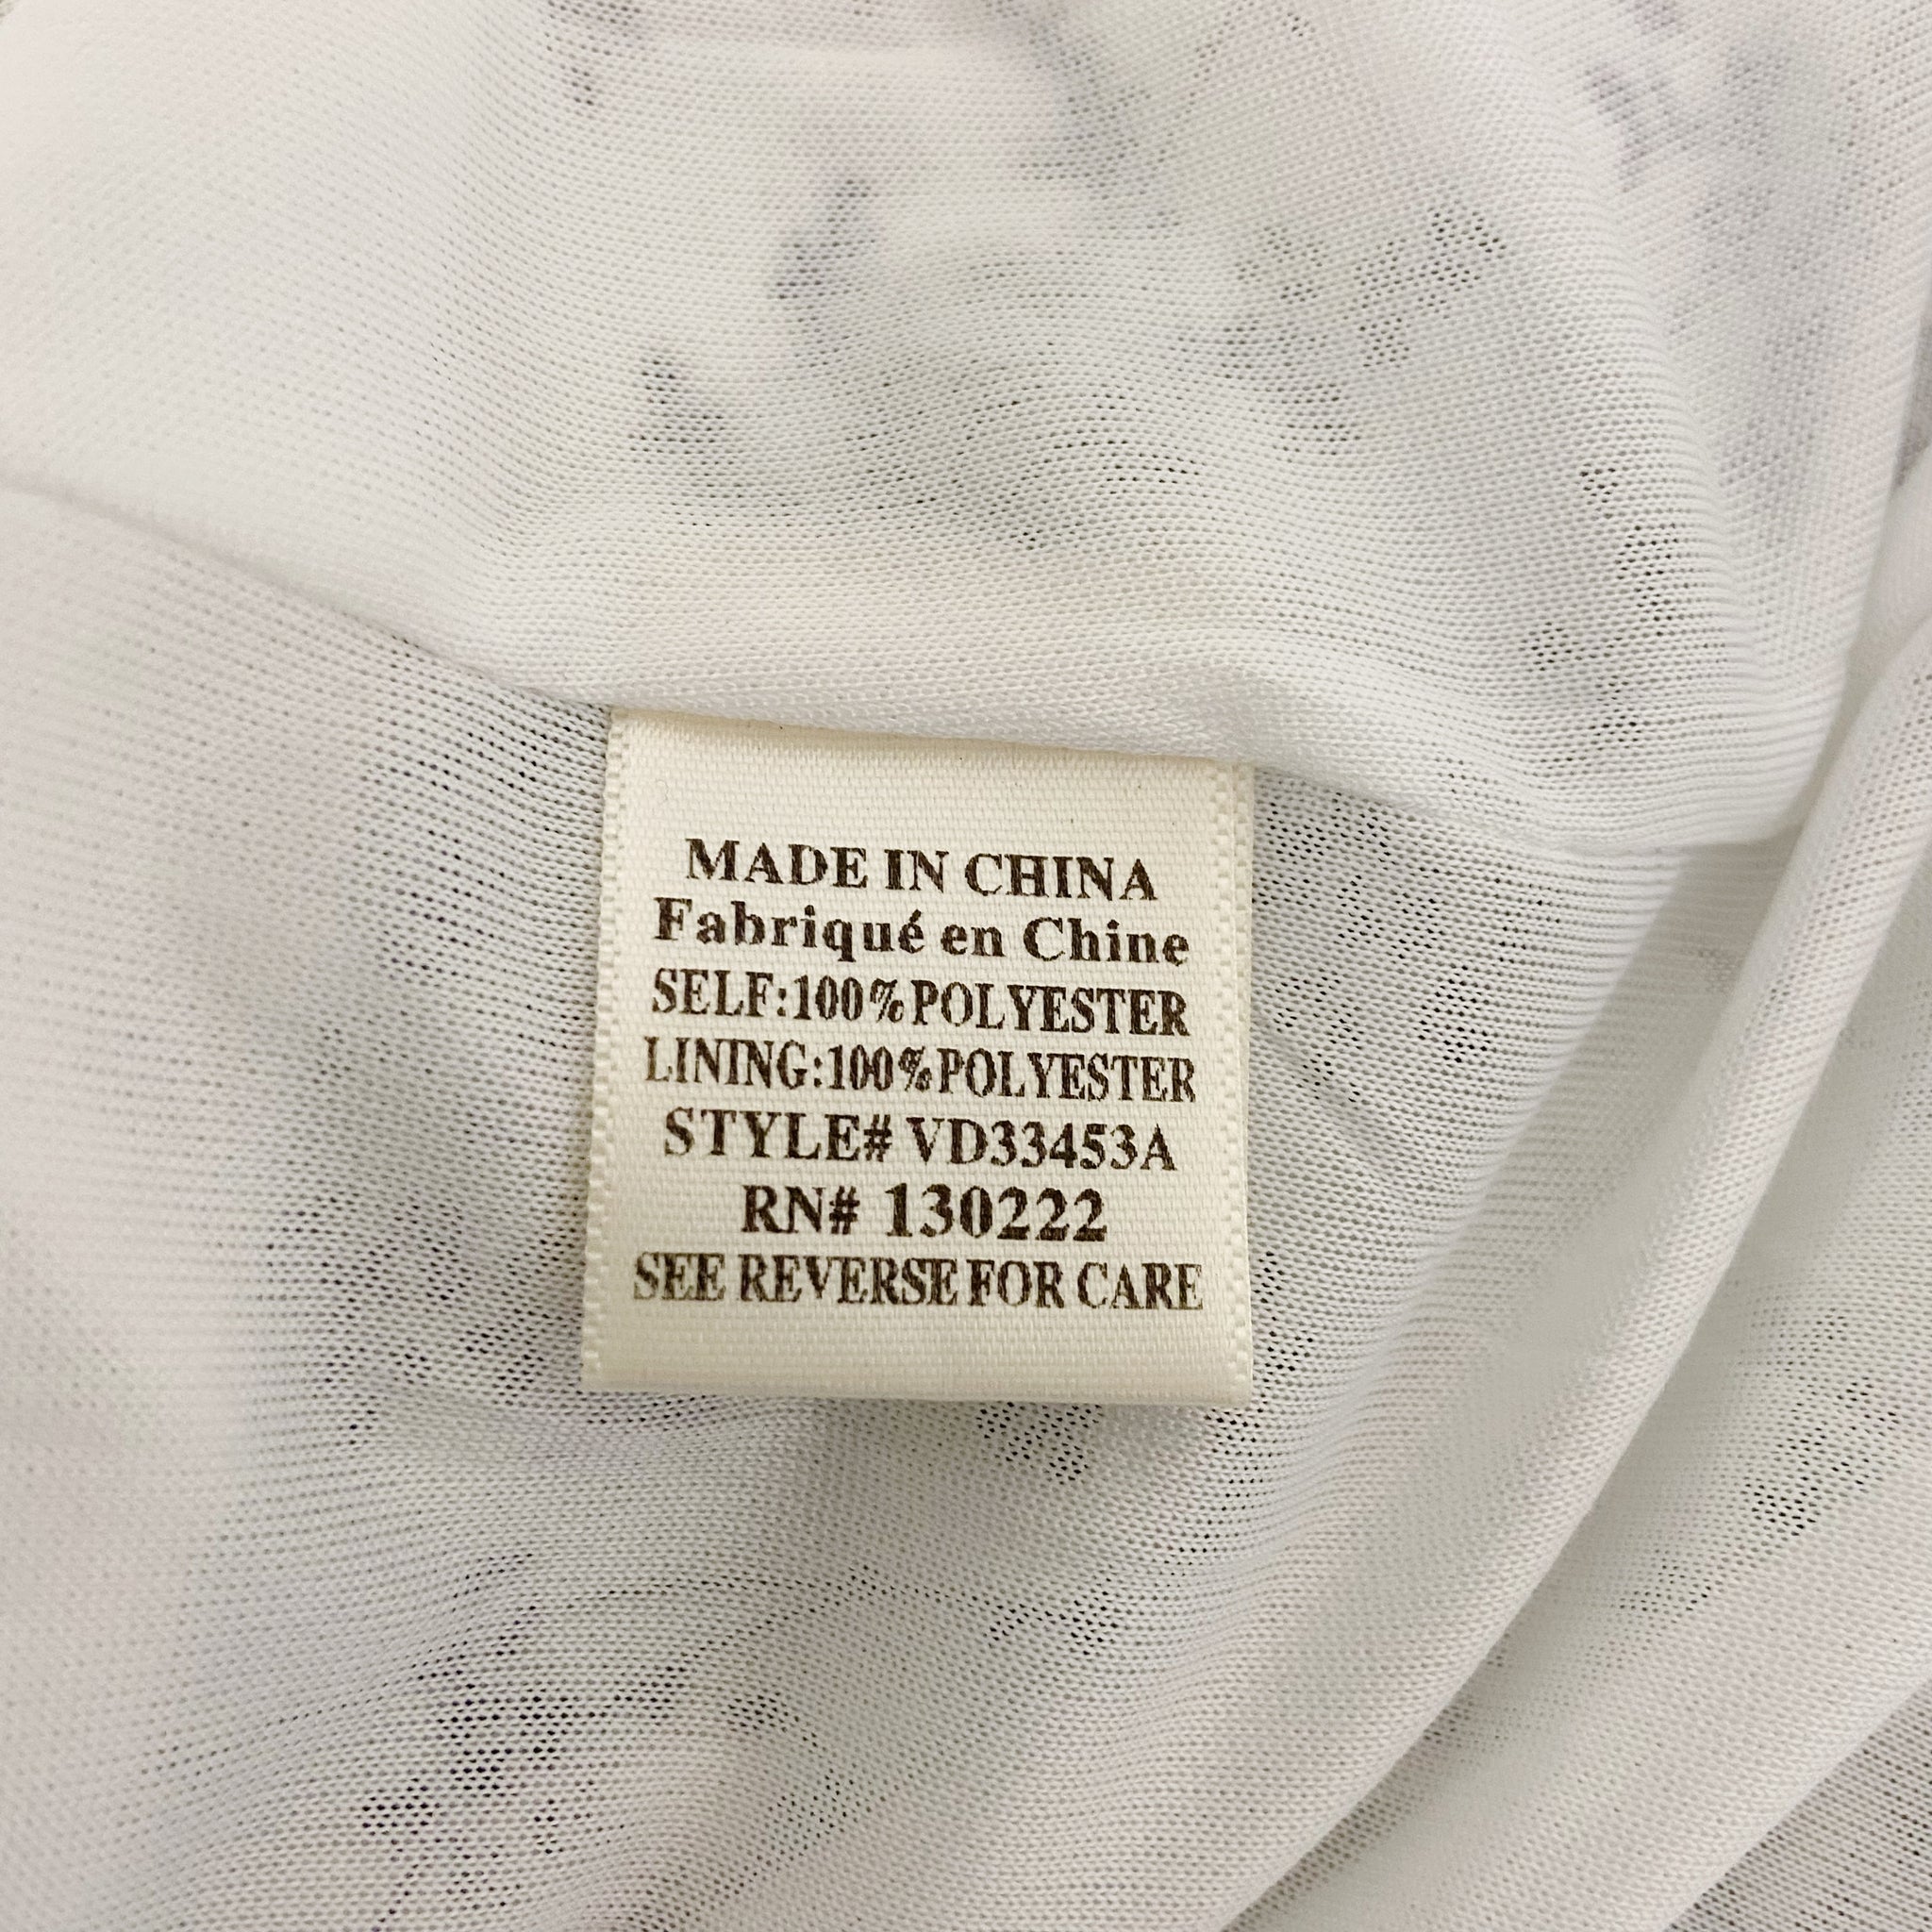 MADE IN CHINA
Fabriqué en Chine
SELF:100%POLYESTER
LINING:100%POLYESTER
STYLE# VD33453A
RN# 130222
SEE REVERSE FOR CARE